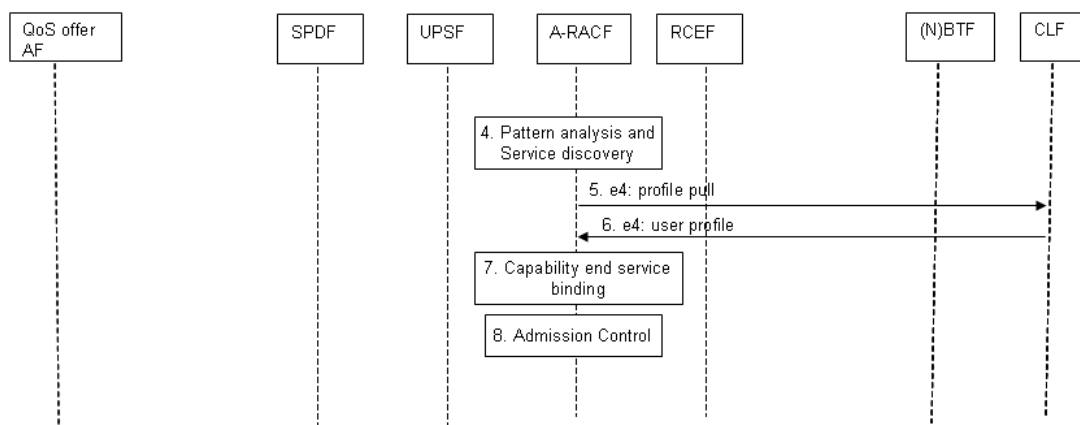 QoS offer
AF
SPDF
UPSF
A-RACF
RCEF
(N)BTF
CLF
4. Pattern analysis and
Service discovery
5. e4: profile pull
6. e4: user profile
7. Capability end service
binding
8. Admission Control